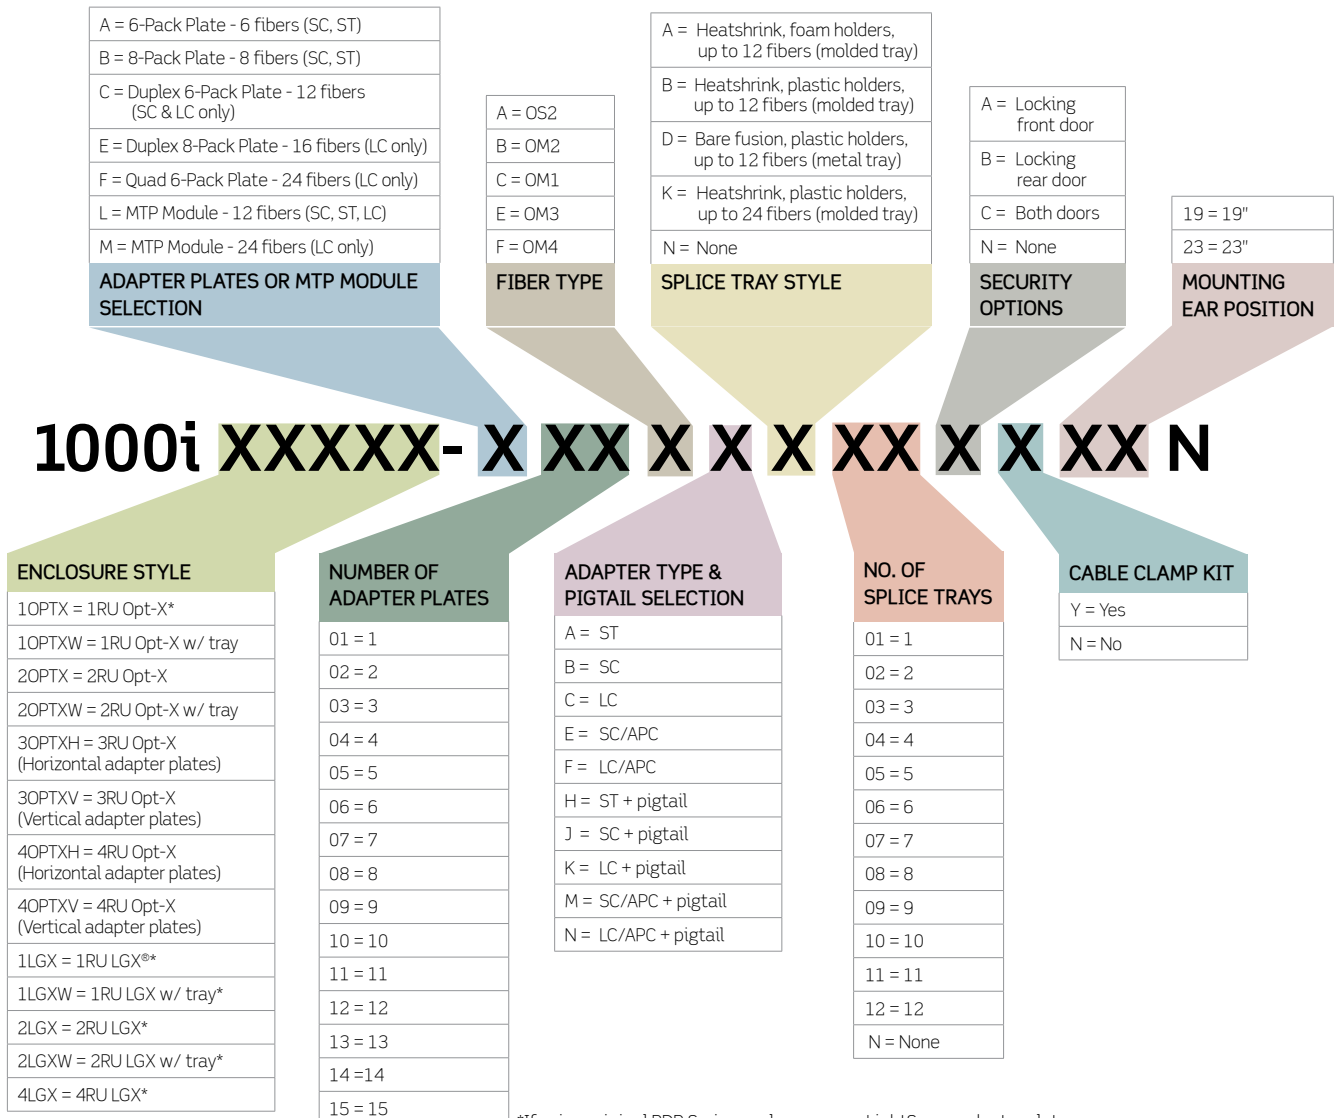 A = 6-Pack Plate - 6 fibers (SC, ST)
B = 8-Pack Plate - 8 fibers (SC, ST)
C = Duplex 6-Pack Plate - 12 fibers
(SC & LC only)
E = Duplex 8-Pack Plate - 16 fibers (LC only)
F = Quad 6-Pack Plate - 24 fibers (LC only)
L = MTP Module - 12 fibers (SC, ST, LC)
M = MTP Module - 24 fibers (LC only)
ADAPTER PLATES OR MTP MODULE
SELECTION
A = OS2
B = OM2
C = OM1
E = OM3
F = OM4
FIBER TYPE
A = Heatshrink, foam holders,
up to 12 fibers (molded tray)
B = Heatshrink, plastic holders,
up to 12 fibers (molded tray)
D = Bare fusion, plastic holders,
up to 12 fibers (metal tray)
K = Heatshrink, plastic holders,
up to 24 fibers (molded tray)
N = None
SPLICE TRAY STYLE
A = Locking
front door
B = Locking
rear door
C = Both doors
N = None
SECURITY
OPTIONS
19 = 19"
23 = 23"
MOUNTING
EAR POSITION
1000i XXXXX- X XX X X X XX X X XX N
ENCLOSURE STYLE
1OPTX = 1RU Opt-X*
1OPTXW = 1RU Opt-X w/ tray
2OPTX = 2RU Opt-X
2OPTXW = 2RU Opt-X w/ tray
3OPTXH = 3RU Opt-X
(Horizontal adapter plates)
3OPTXV = 3RU Opt-X
(Vertical adapter plates)
4OPTXH = 4RU Opt-X
(Horizontal adapter plates)
4OPTXV = 4RU Opt-X
(Vertical adapter plates)
1LGX = 1RU LGX®*
1LGXW = 1RU LGX w/ tray*
2LGX = 2RU LGX*
2LGXW = 2RU LGX w/ tray*
4LGX = 4RU LGX*
NUMBER OF
ADAPTER PLATES
01 = 1
02 = 2
03 = 3
04 = 4
05 = 5
06 = 6
07 = 7
08 = 8
09 = 9
10 = 10
11 = 11
12 = 12
13 = 13
14 =14
15 = 15
ADAPTER TYPE &
PIGTAIL SELECTION
A = ST
B = SC
C = LC
E = SC/APC
F = LC/APC
H = ST + pigtail
J = SC + pigtail
K = LC + pigtail
M = SC/APC + pigtail
N = LC/APC + pigtail
NO. OF
SPLICE TRAYS
01 = 1
02 = 2
03 = 3
04 = 4
05 = 5
06 = 6
07 = 7
08 = 8
09 = 9
10 = 10
11 = 11
12 = 12
N = None
CABLE CLAMP KIT
Y = Yes
N = No